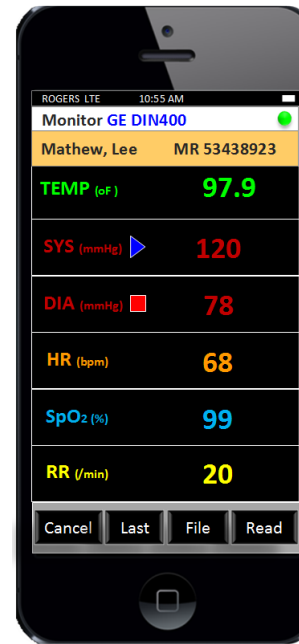 ROGERS LTE 10:55 AM
Monitor GE DIN400
Mathew, Lee MR 53438923
TEMP (oF ) 97.9
SYS (mmHg) 120
DIA (mmHg) 78
HR (bpm) 68
SpO2 (%) 99
RR (/min) 20
Cancel Last File Read